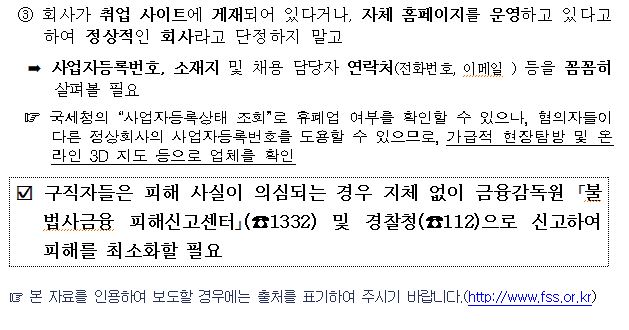 ③ 회사가 취업 사이트에 게재되어 있다거나, 자체 홈페이지를 운영하고 있다고
하여 정상적인 회사라고 단정하지 말고
➡ 사업자등록번호, 소재지 및 채용 담당자 연락처(전화번호, 이메일 ) 등을 꼼꼼히
살펴볼 필요
☞ 국세청의 “사업자등록상태 조회”로 휴폐업 여부를 확인할 수 있으나, 혐의자들이
다른 정상회사의 사업자등록번호를 도용할 수 있으므로, 가급적 현장탐방 및 온
라인 3D 지도 등으로 업체를 확인
☑ 구직자들은 피해 사실이 의심되는 경우 지체 없이 금융감독원 「불
법사금융 피해신고센터」(☎1332) 및 경찰청(☎112)으로 신고하여
피해를 최소화할 필요
☞ 본 자료를 인용하여 보도할 경우에는 출처를 표기하여 주시기 바랍니다.(http://www.fss.or.kr)